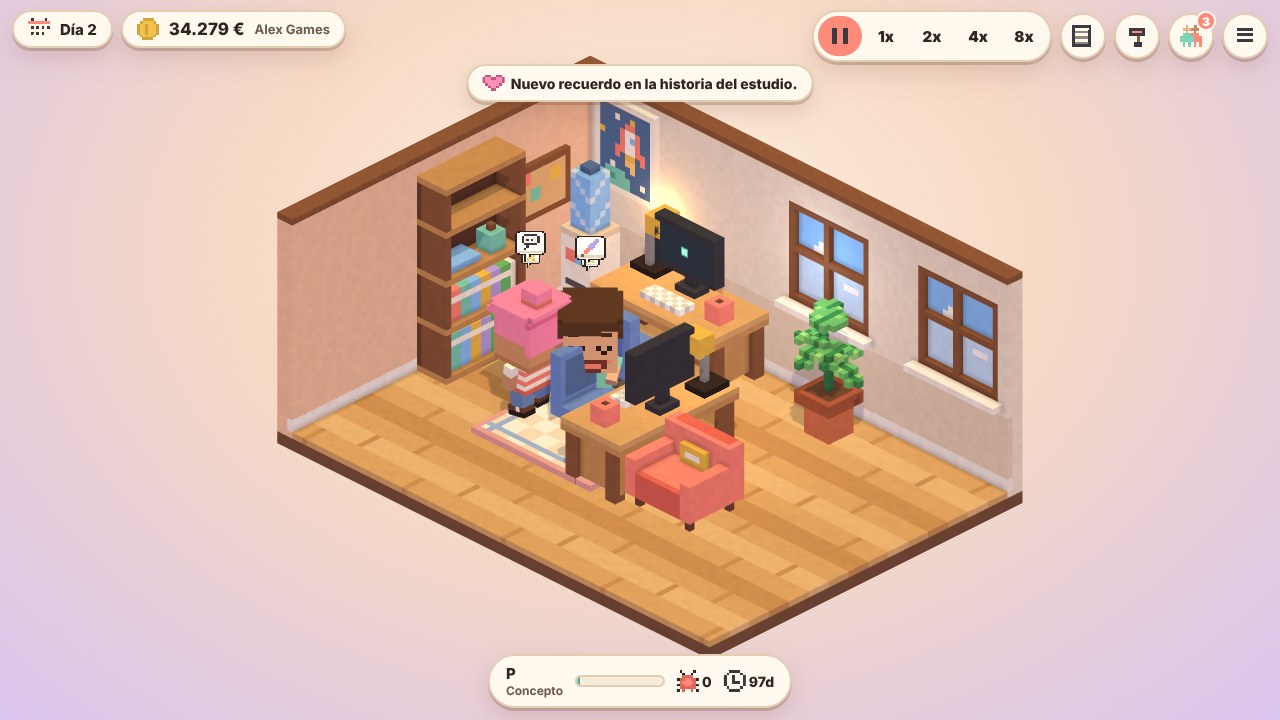 Día 2
34.279 €
Alex Games
1x
2x
4x
8x
3
Nuevo recuerdo en la historia del estudio.
P
Concepto
0
97d